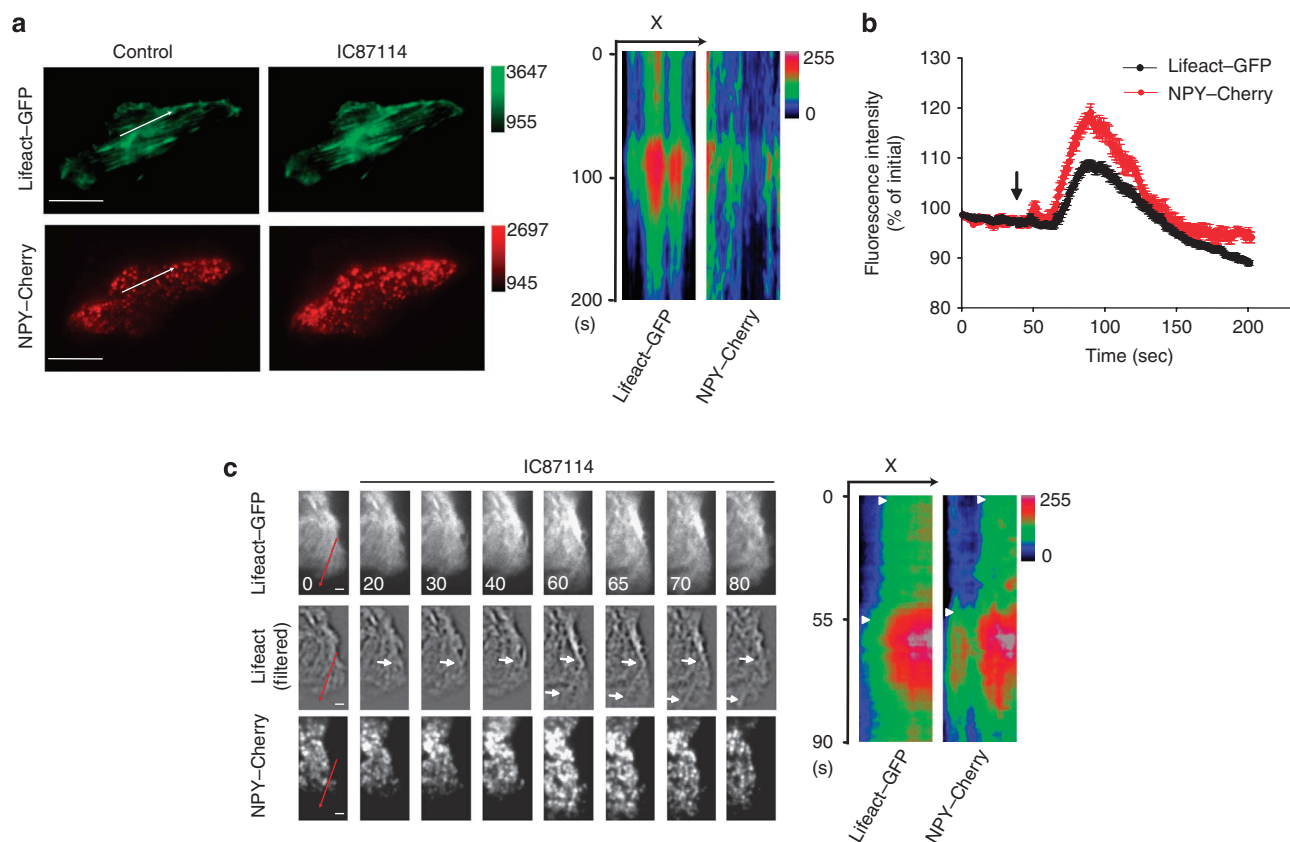 a
Control
IC87114
Lifeact–GFP
3647
955
NPY–Cherry
2697
945
X
0
100
200
(s)
255
0
Lifeact–GFP
NPY–Cherry
b
Lifeact–GFP
NPY–Cherry
130
120
110
100
90
80
Fluorescence intensity
(% of initial)
0
50
100
150
200
Time (sec)
c
IC87114
Lifeact–GFP
0
20
30
40
60
65
70
80
Lifeact
(filtered)
NPY–Cherry
X
0
55
90
(s)
255
0
Lifeact–GFP
NPY–Cherry